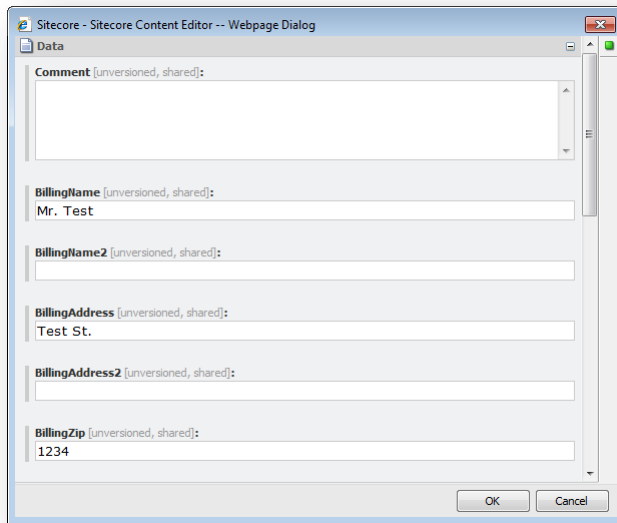 Sitecore - Sitecore Content Editor -- Webpage Dialog
Data
Comment [unversioned, shared]:
BillingName [unversioned, shared]:
Mr. Test
BillingName2 [unversioned, shared]:
BillingAddress [unversioned, shared]:
Test St.
BillingAddress2 [unversioned, shared]:
BillingZip [unversioned, shared]:
1234
OK Cancel